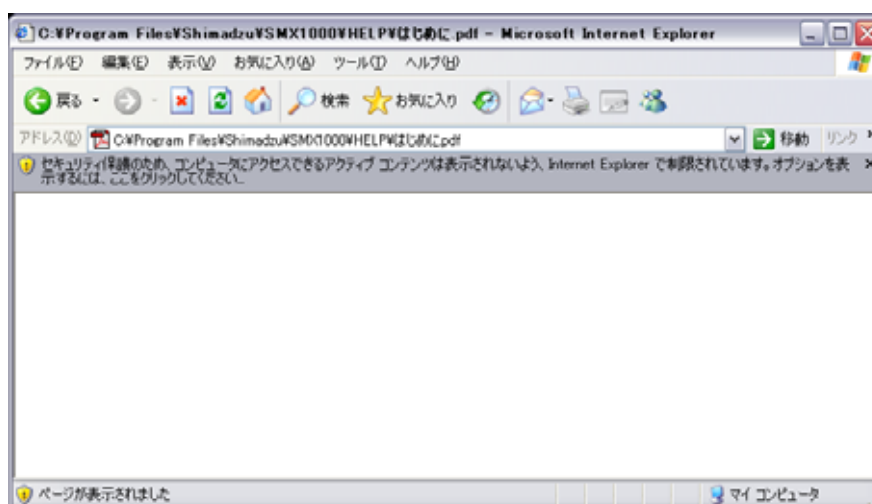 C:¥Program Files¥Shimadzu¥SMX1000¥HELP¥はじめに.pdf - Microsoft Internet Explorer
ファイル(F) 編集(E) 表示(V) お気に入り(A) ツール(T) ヘルプ(H)
戻る 検索 お気に入り
アドレス(D) C:¥Program Files¥Shimadzu¥SMX1000¥HELP¥はじめに.pdf 移動 リンク »
セキュリティ保護のため、コンピュータにアクセスできるアクティブ コンテンツは表示されないよう、Internet Explorer で制限されています。オプションを表
示するには、ここをクリックしてください...
ページが表示されました マイ コンピュータ